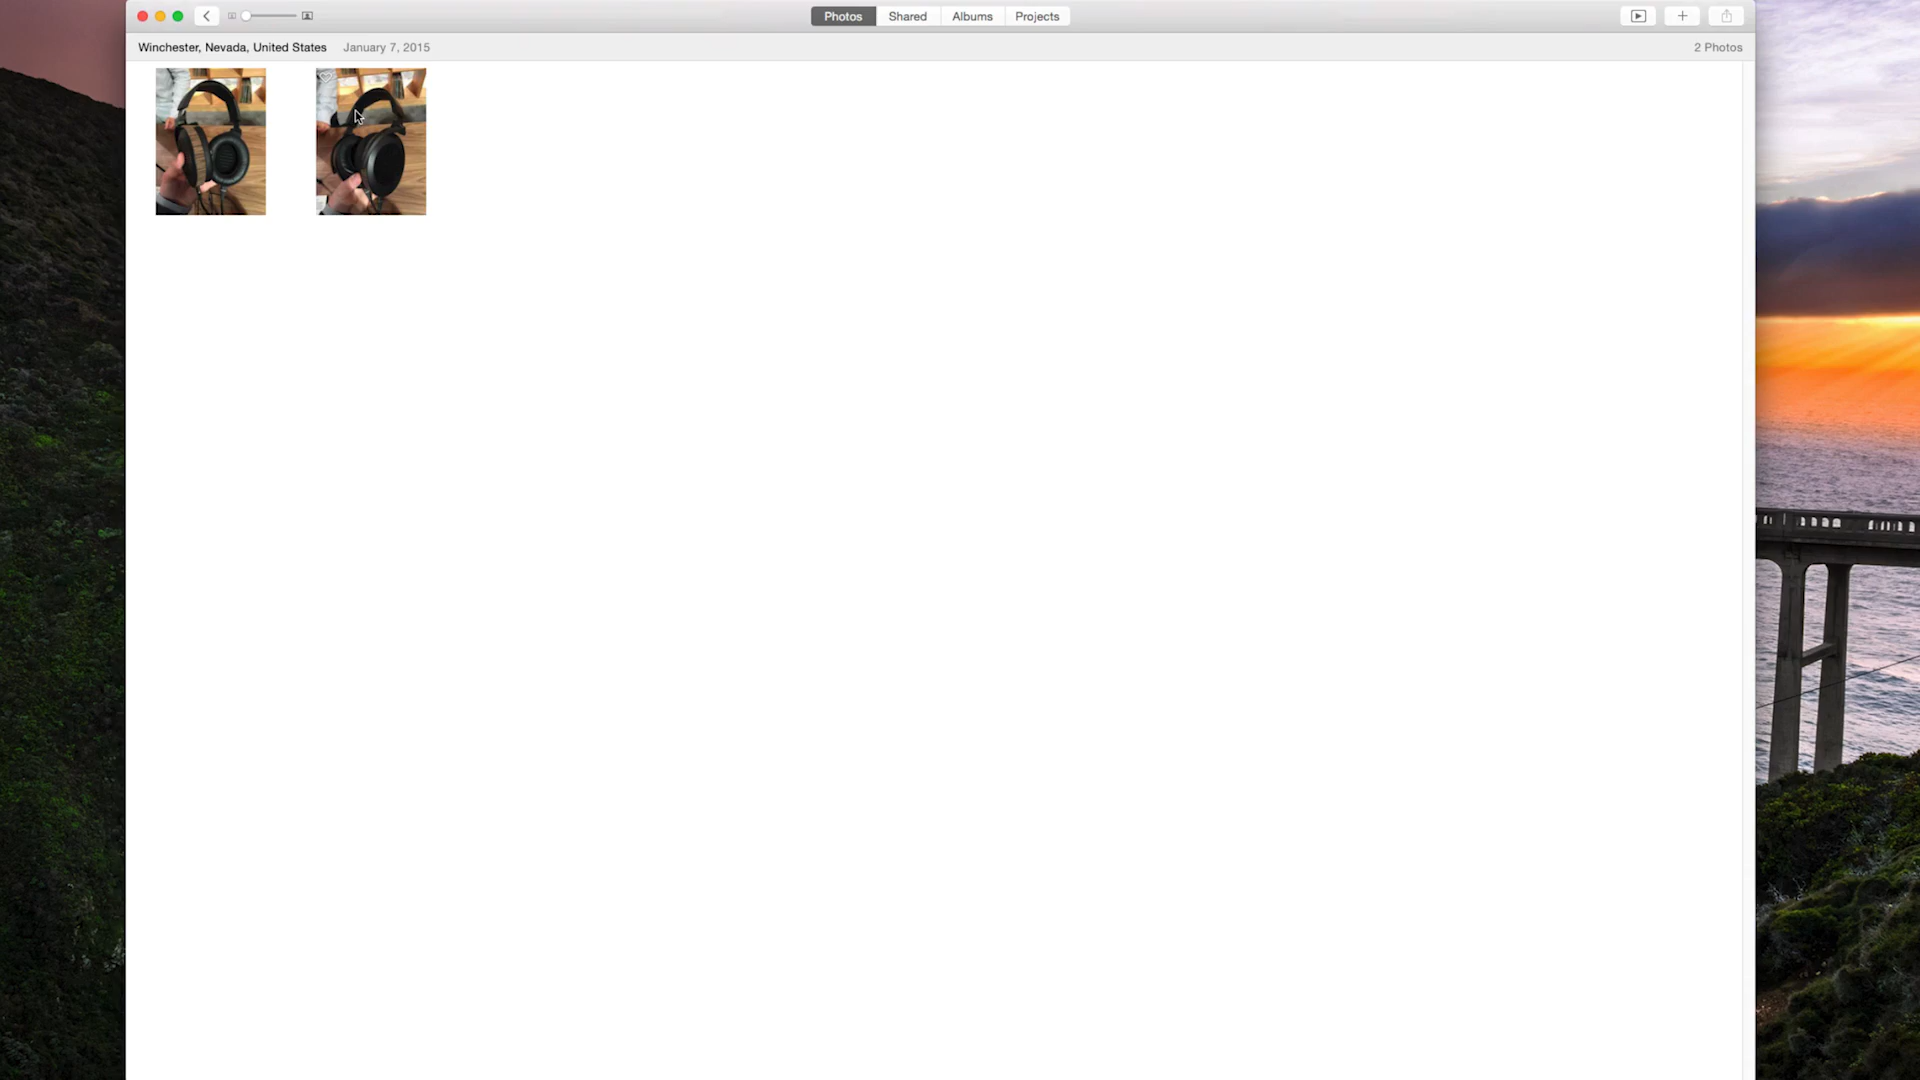 Photos Shared Albums Projects
Winchester, Nevada, United States January 7, 2015 2 Photos